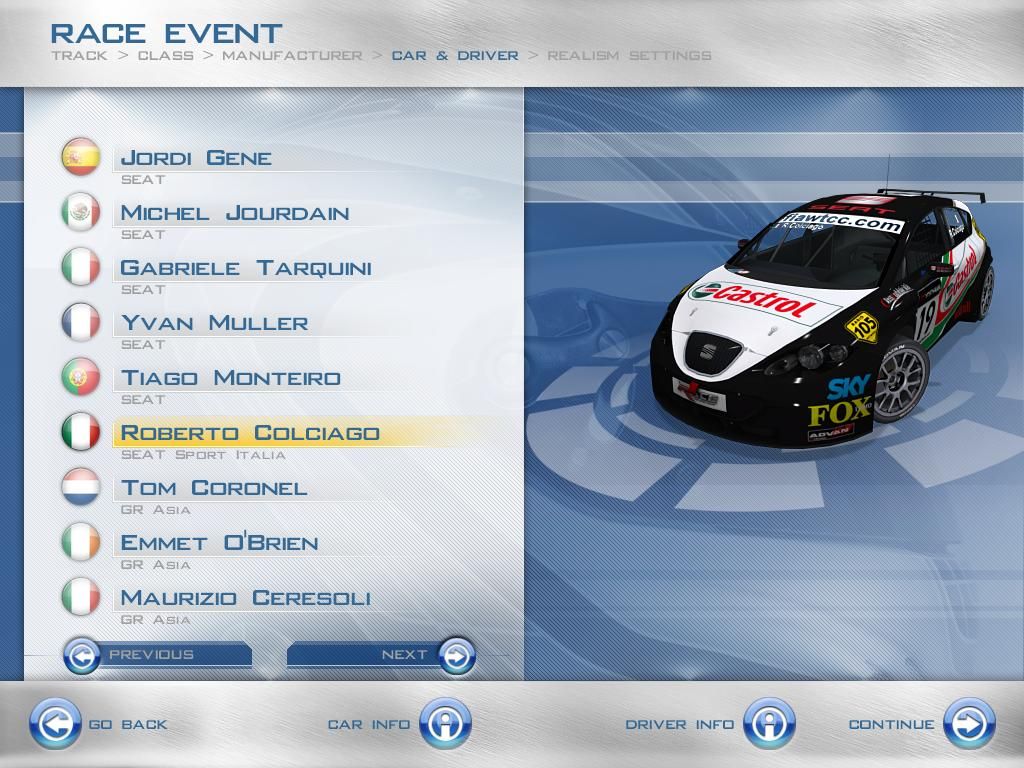 RACE EVENT
TRACK > CLASS > MANUFACTURER > CAR & DRIVER > REALISM SETTINGS
JORDI GENE
SEAT
MICHEL JOURDAIN
SEAT
GABRIELE TARQUINI
SEAT
YVAN MULLER
SEAT
TIAGO MONTEIRO
SEAT
ROBERTO COLCIAGO
SEAT SPORT ITALIA
TOM CORONEL
GR ASIA
EMMET O'BRIEN
GR ASIA
MAURIZIO CERESOLI
GR ASIA
PREVIOUS
NEXT
SEAT
fiawtcc.com
R.Colciago
Castrol
Castrol
19
105
SKY
FOX
ADVAN
RACE
GO BACK
CAR INFO
DRIVER INFO
CONTINUE